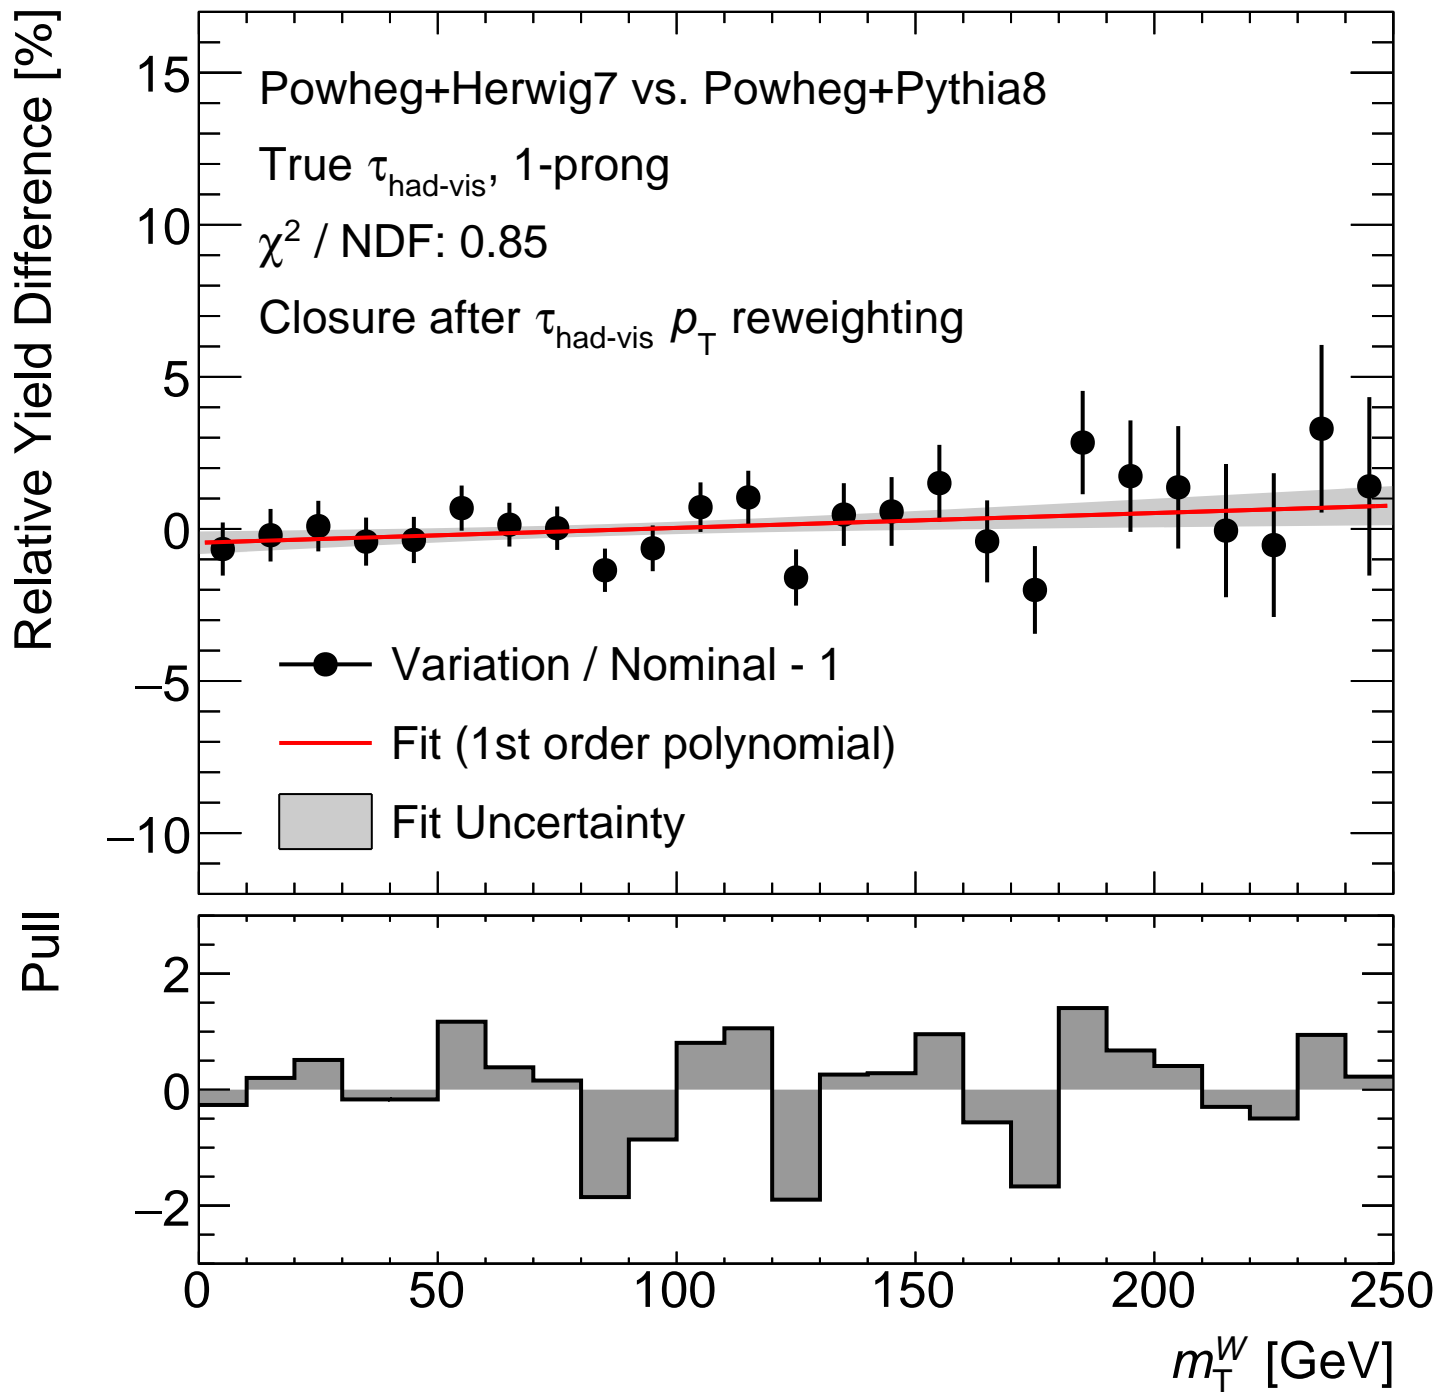 Relative Yield Difference [%]
15
10
5
0
−5
−10
Powheg+Herwig7 vs. Powheg+Pythia8
True τhad-vis, 1-prong
χ² / NDF: 0.85
Closure after τhad-vis pT reweighting
Variation / Nominal - 1
Fit (1st order polynomial)
Fit Uncertainty
Pull
2
0
−2
0 50 100 150 200 250
mTW [GeV]